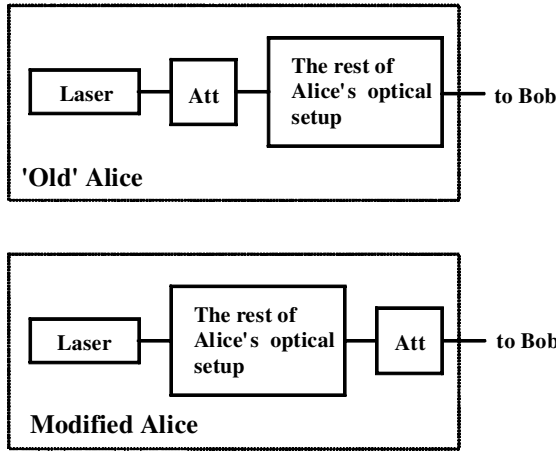 Laser
Att
The rest of
Alice's optical
setup
to Bob
'Old' Alice
Laser
The rest of
Alice's optical
setup
Att
to Bob
Modified Alice